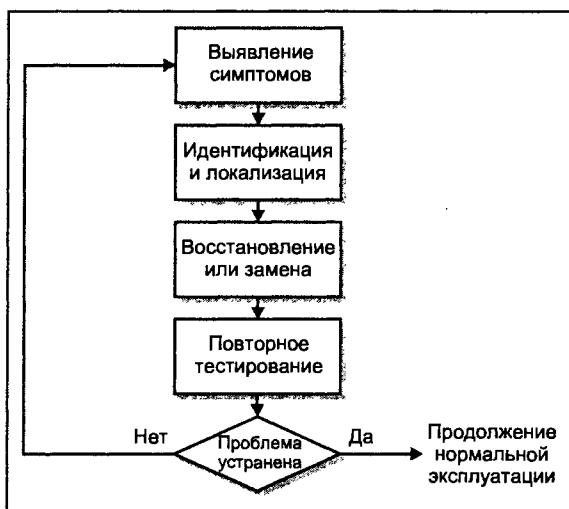 Выявление
симптомов
Идентификация
и локализация
Восстановление
или замена
Повторное
тестирование
Нет
Проблема
устранена
Да
Продолжение
нормальной
эксплуатации